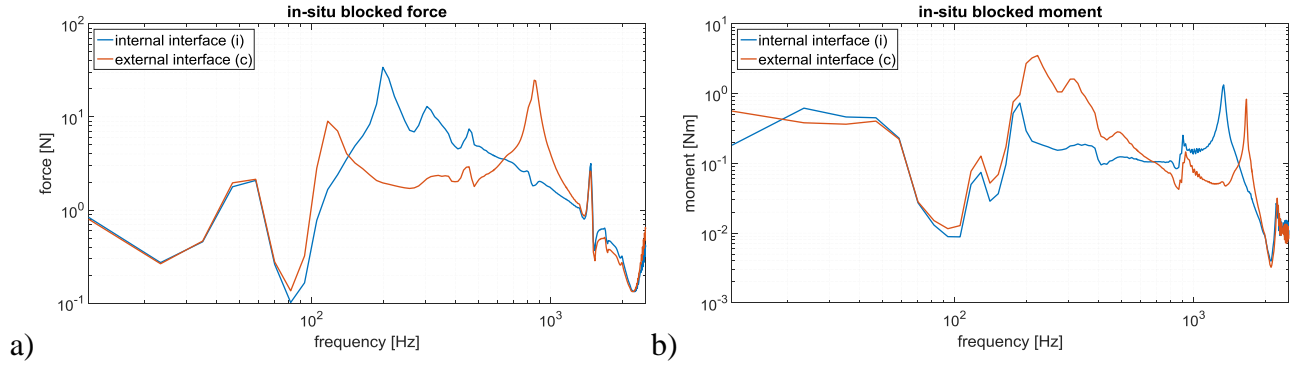 in-situ blocked force
10^2
10^1
10^0
10^-1
force [N]
internal interface (i)
external interface (c)
10^2
10^3
frequency [Hz]
a)
in-situ blocked moment
10^1
10^0
10^-1
10^-2
10^-3
moment [Nm]
internal interface (i)
external interface (c)
10^2
10^3
frequency [Hz]
b)